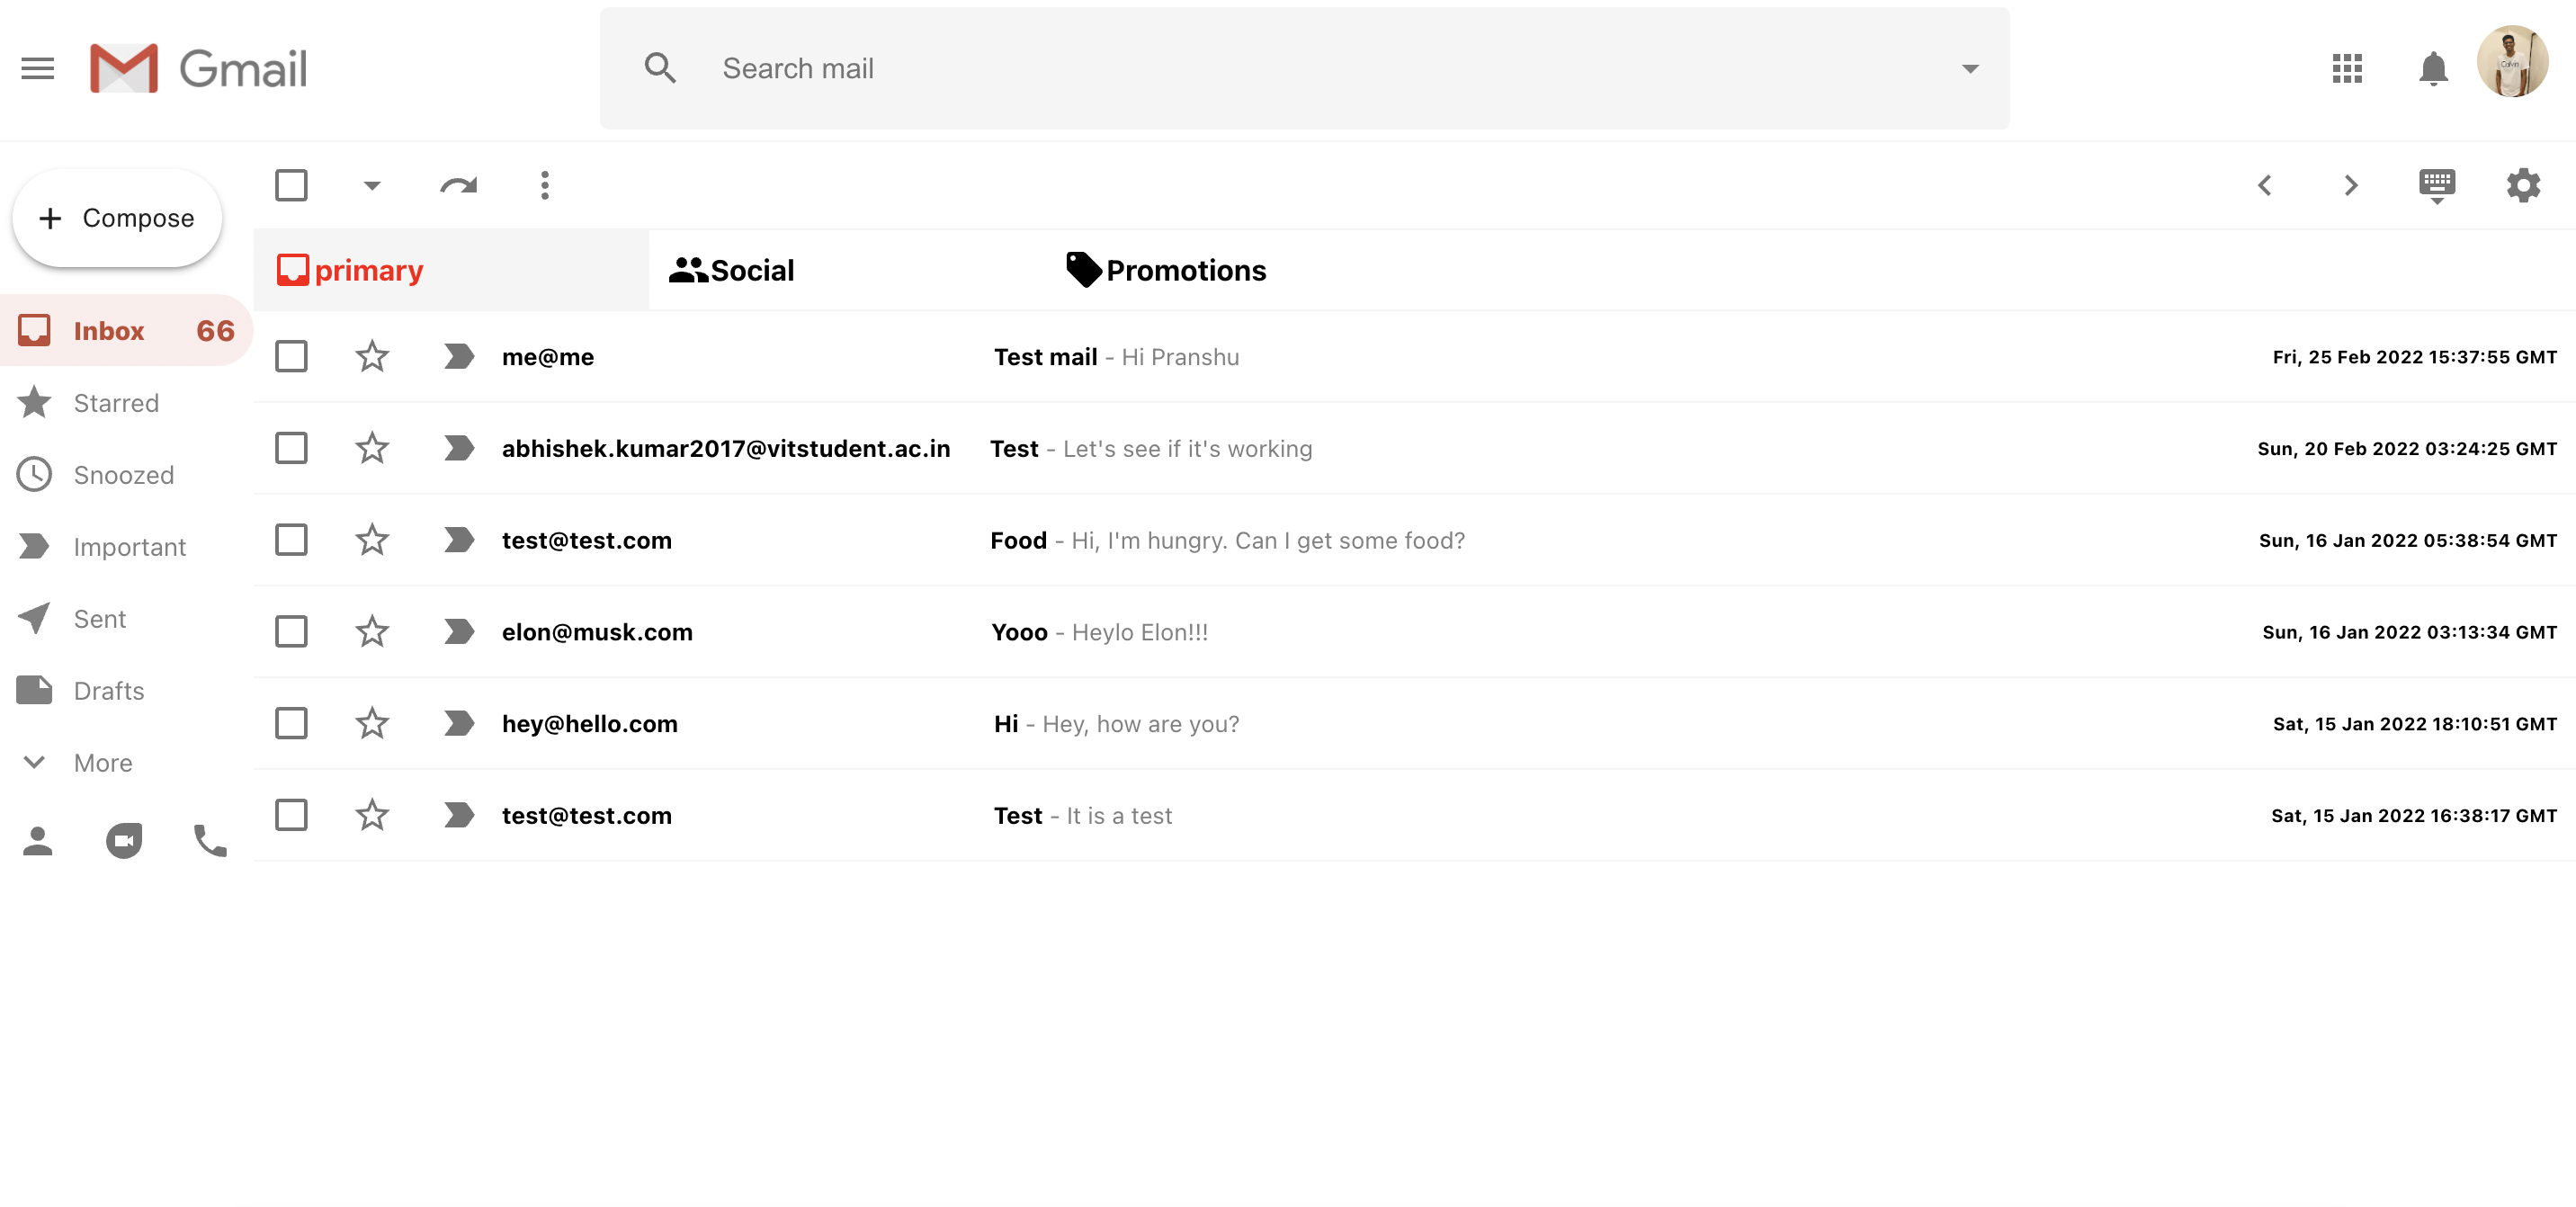 Gmail
Search mail
Compose
primary Social Promotions
Inbox 66
Starred
Snoozed
Important
Sent
Drafts
More
me@me Test mail - Hi Pranshu Fri, 25 Feb 2022 15:37:55 GMT
abhishek.kumar2017@vitstudent.ac.in Test - Let's see if it's working Sun, 20 Feb 2022 03:24:25 GMT
test@test.com Food - Hi, I'm hungry. Can I get some food? Sun, 16 Jan 2022 05:38:54 GMT
elon@musk.com Yooo - Heylo Elon!!! Sun, 16 Jan 2022 03:13:34 GMT
hey@hello.com Hi - Hey, how are you? Sat, 15 Jan 2022 18:10:51 GMT
test@test.com Test - It is a test Sat, 15 Jan 2022 16:38:17 GMT